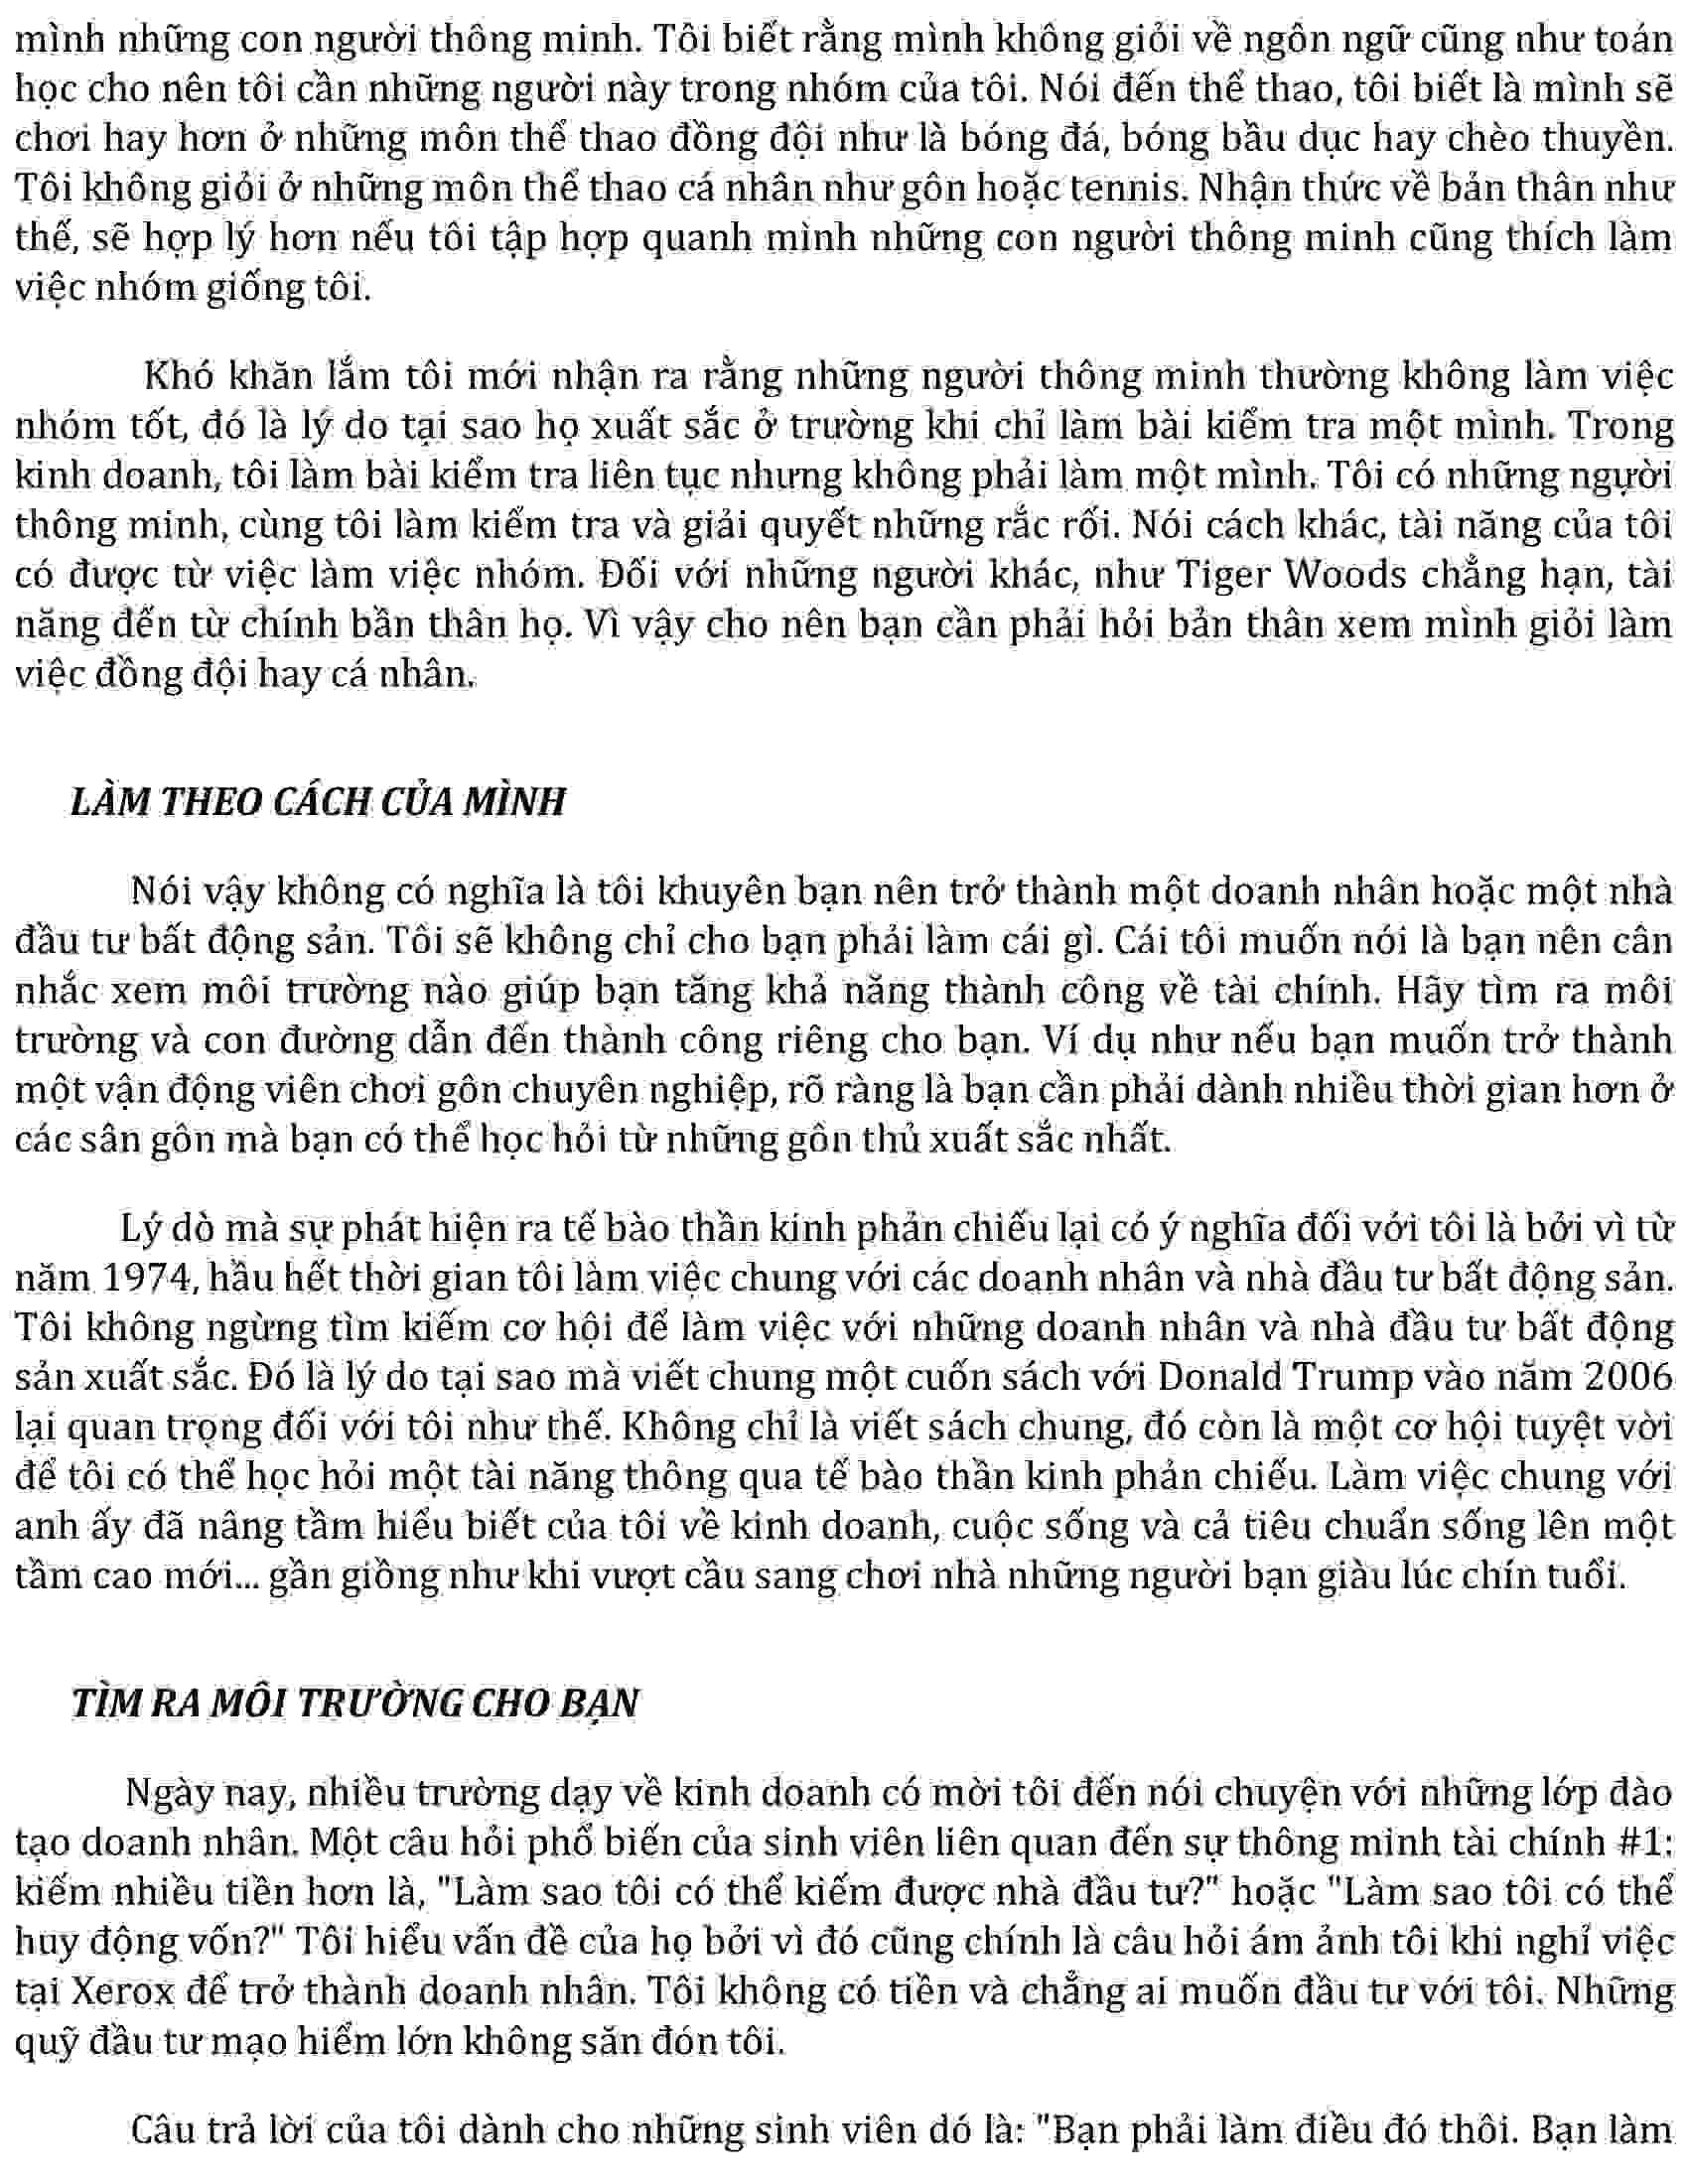 mình những con người thông minh. Tôi biết rằng mình không giỏi về ngôn ngữ cũng như toán
học cho nên tôi cần những người này trong nhóm của tôi. Nói đến thể thao, tôi biết là mình sẽ
chơi hay hơn ở những môn thể thao đồng đội như là bóng đá, bóng bầu dục hay chèo thuyền.
Tôi không giỏi ở những môn thể thao cá nhân như gôn hoặc tennis. Nhận thức về bản thân như
thế, sẽ hợp lý hơn nếu tôi tập hợp quanh mình những con người thông minh cũng thích làm
việc nhóm giống tôi.
Khó khăn lắm tôi mới nhận ra rằng những người thông minh thường không làm việc
nhóm tốt, đó là lý do tại sao họ xuất sắc ở trường khi chỉ làm bài kiểm tra một mình. Trong
kinh doanh, tôi làm bài kiểm tra liên tục nhưng không phải làm một mình. Tôi có những người
thông minh, cùng tôi làm kiểm tra và giải quyết những rắc rối. Nói cách khác, tài năng của tôi
có được từ việc làm việc nhóm. Đối với những người khác, như Tiger Woods chẳng hạn, tài
năng đến từ chính bần thân họ. Vì vậy cho nên bạn cần phải hỏi bản thân xem mình giỏi làm
việc đồng đội hay cá nhân.
LÀM THEO CÁCH CỦA MÌNH
Nói vậy không có nghĩa là tôi khuyên bạn nên trở thành một doanh nhân hoặc một nhà
đầu tư bất động sản. Tôi sẽ không chỉ cho bạn phải làm cái gì. Cái tôi muốn nói là bạn nên cân
nhắc xem môi trường nào giúp bạn tăng khả năng thành công về tài chính. Hãy tìm ra môi
trường và con đường dẫn đến thành công riêng cho bạn. Ví dụ như nếu bạn muốn trở thành
một vận động viên chơi gôn chuyên nghiệp, rõ ràng là bạn cần phải dành nhiều thời gian hơn ở
các sân gôn mà bạn có thể học hỏi từ những gôn thủ xuất sắc nhất.
Lý dò mà sự phát hiện ra tế bào thần kinh phản chiếu lại có ý nghĩa đối với tôi là bởi vì từ
năm 1974, hầu hết thời gian tôi làm việc chung với các doanh nhân và nhà đầu tư bất động sản.
Tôi không ngừng tìm kiếm cơ hội để làm việc với những doanh nhân và nhà đầu tư bất động
sản xuất sắc. Đó là lý do tại sao mà viết chung một cuốn sách với Donald Trump vào năm 2006
lại quan trọng đối với tôi như thế. Không chỉ là viết sách chung, đó còn là một cơ hội tuyệt vời
để tôi có thể học hỏi một tài năng thông qua tế bào thần kinh phản chiếu. Làm việc chung với
anh ấy đã nâng tầm hiểu biết của tôi về kinh doanh, cuộc sống và cả tiêu chuẩn sống lên một
tầm cao mới... gần giồng như khi vượt cầu sang chơi nhà những người bạn giàu lúc chín tuổi.
TÌM RA MÔI TRƯỜNG CHO BẠN
Ngày nay, nhiều trường dạy về kinh doanh có mời tôi đến nói chuyện với những lớp đào
tạo doanh nhân. Một câu hỏi phổ biến của sinh viên liên quan đến sự thông minh tài chính #1:
kiếm nhiều tiền hơn là, "Làm sao tôi có thể kiếm được nhà đầu tư?" hoặc "Làm sao tôi có thể
huy động vốn?" Tôi hiểu vấn đề của họ bởi vì đó cũng chính là câu hỏi ám ảnh tôi khi nghỉ việc
tại Xerox để trở thành doanh nhân. Tôi không có tiền và chẳng ai muốn đầu tư với tôi. Những
quỹ đầu tư mạo hiểm lớn không săn đón tôi.
Câu trả lời của tôi dành cho những sinh viên dó là: "Bạn phải làm điều đó thôi. Bạn làm